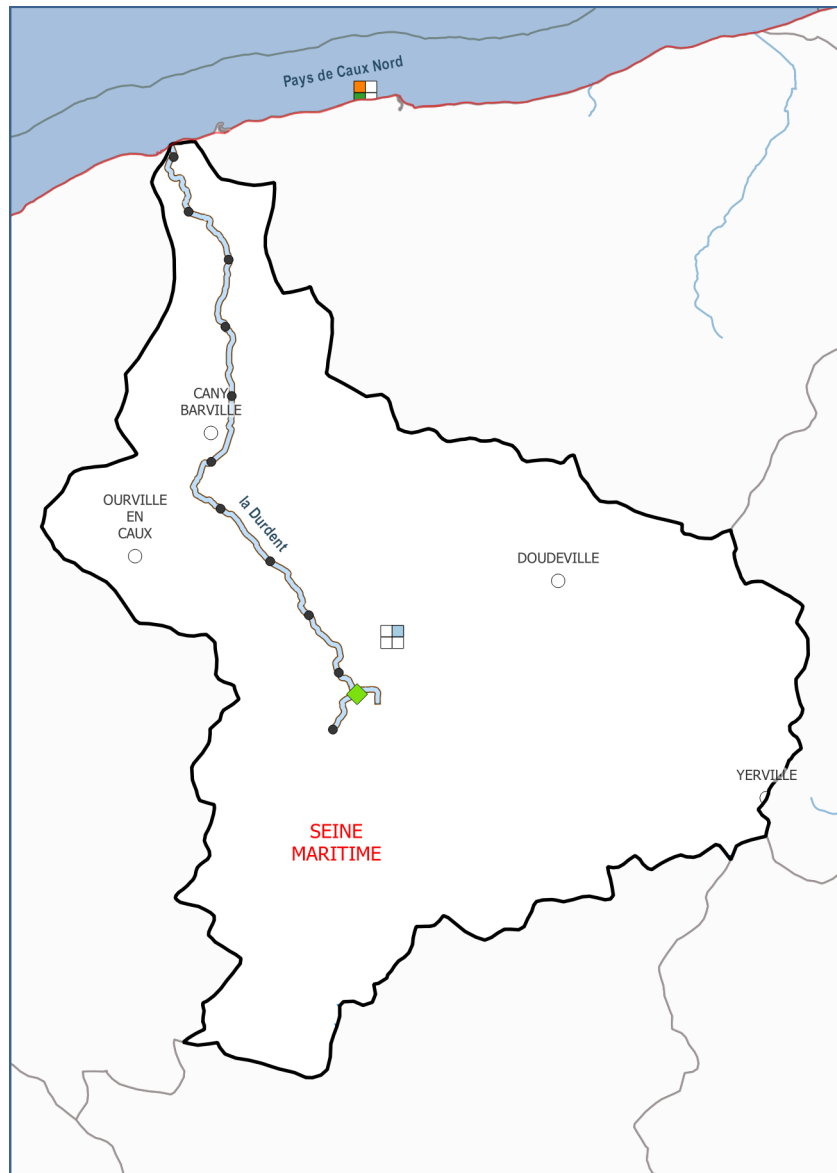 Pays de Caux Nord
CANY
BARVILLE
OURVILLE
EN
CAUX
la Durdent
DOUDEVILLE
YERVILLE
SEINE
MARITIME